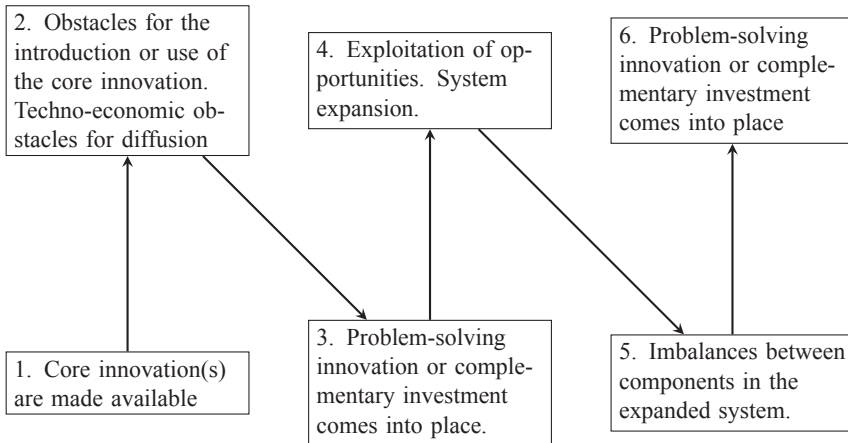 2. Obstacles for the
introduction or use of
the core innovation.
Techno-economic ob-
stacles for diffusion
4. Exploitation of op-
portunities. System
expansion.
6. Problem-solving
innovation or comple-
mentary investment
comes into place
1. Core innovation(s)
are made available
3. Problem-solving
innovation or comple-
mentary investment
comes into place.
5. Imbalances between
components in the
expanded system.